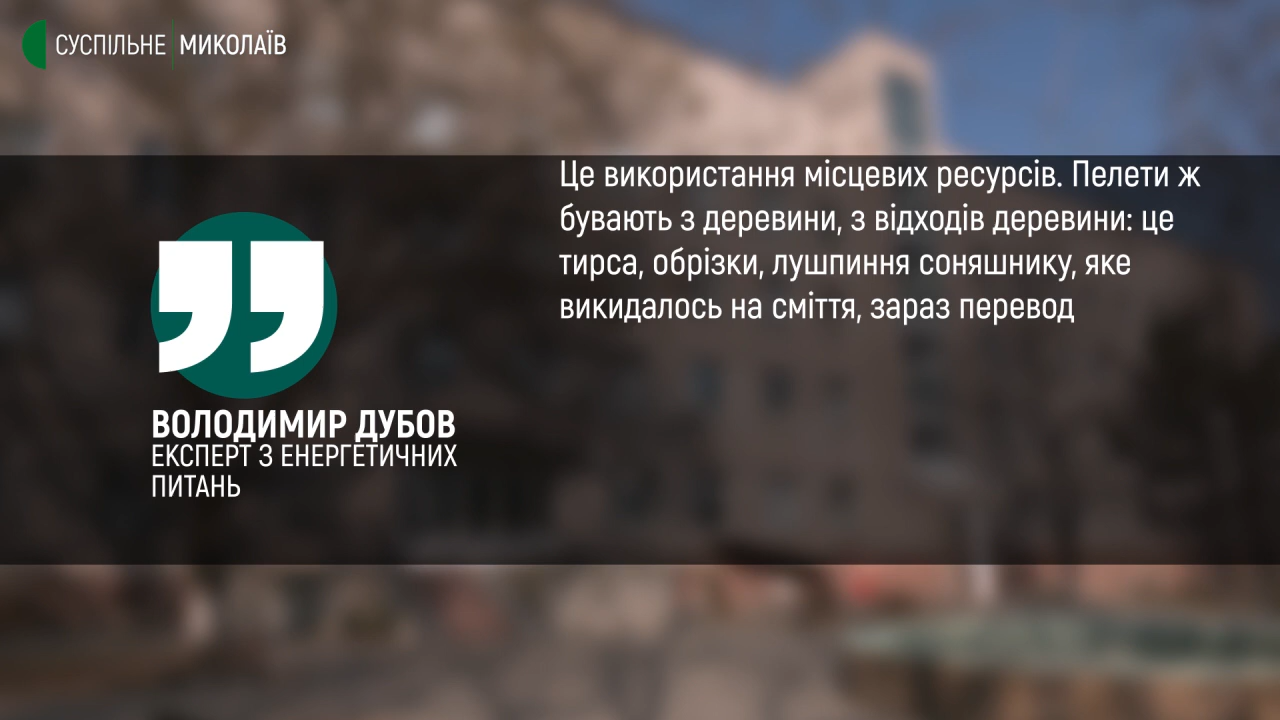 СУСПІЛЬНЕ МИКОЛАЇВ
Це використання місцевих ресурсів. Пелети ж
бувають з деревини, з відходів деревини: це
тирса, обрізки, лушпиння соняшнику, яке
викидалось на сміття, зараз перевод
ВОЛОДИМИР ДУБОВ
ЕКСПЕРТ З ЕНЕРГЕТИЧНИХ
ПИТАНЬ